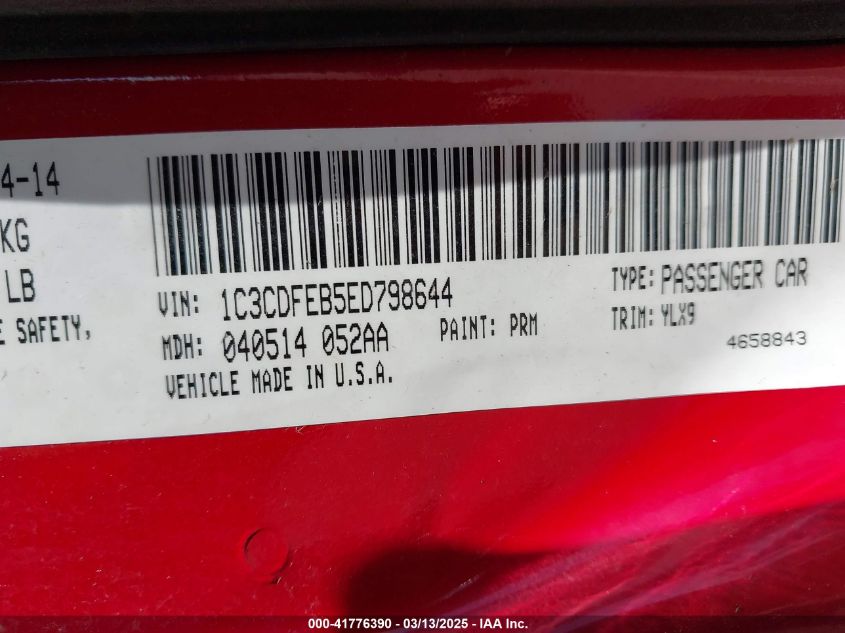 4-14
KG
LB
E SAFETY,
VIN: 1C3CDFEB5ED798644
TYPE: PASSENGER CAR
MDH: 040514 052AA
PAINT: PRM
TRIM: YLX9
VEHICLE MADE IN U.S.A.
4658843
000-41776390 - 03/13/2025 - IAA Inc.